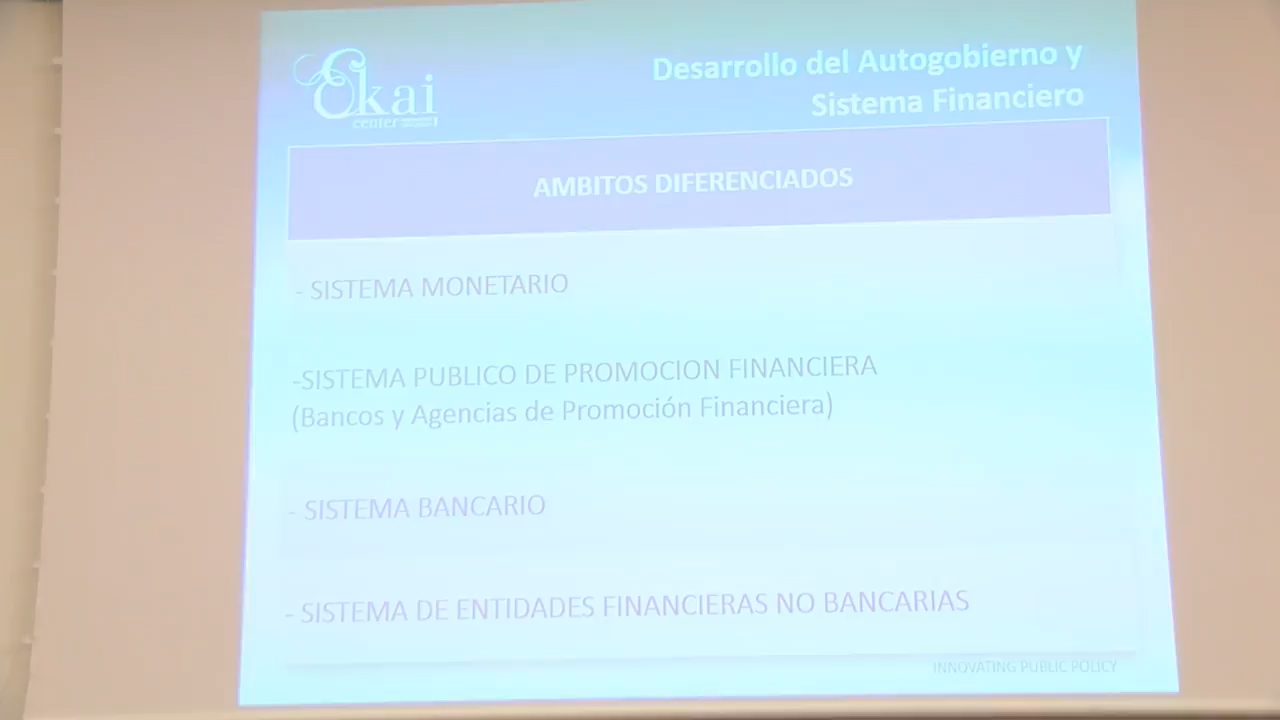 Ekai
center
Desarrollo del Autogobierno y
Sistema Financiero
AMBITOS DIFERENCIADOS
- SISTEMA MONETARIO
-SISTEMA PUBLICO DE PROMOCION FINANCIERA
(Bancos y Agencias de Promoción Financiera)
- SISTEMA BANCARIO
- SISTEMA DE ENTIDADES FINANCIERAS NO BANCARIAS
INNOVATING PUBLIC POLICY